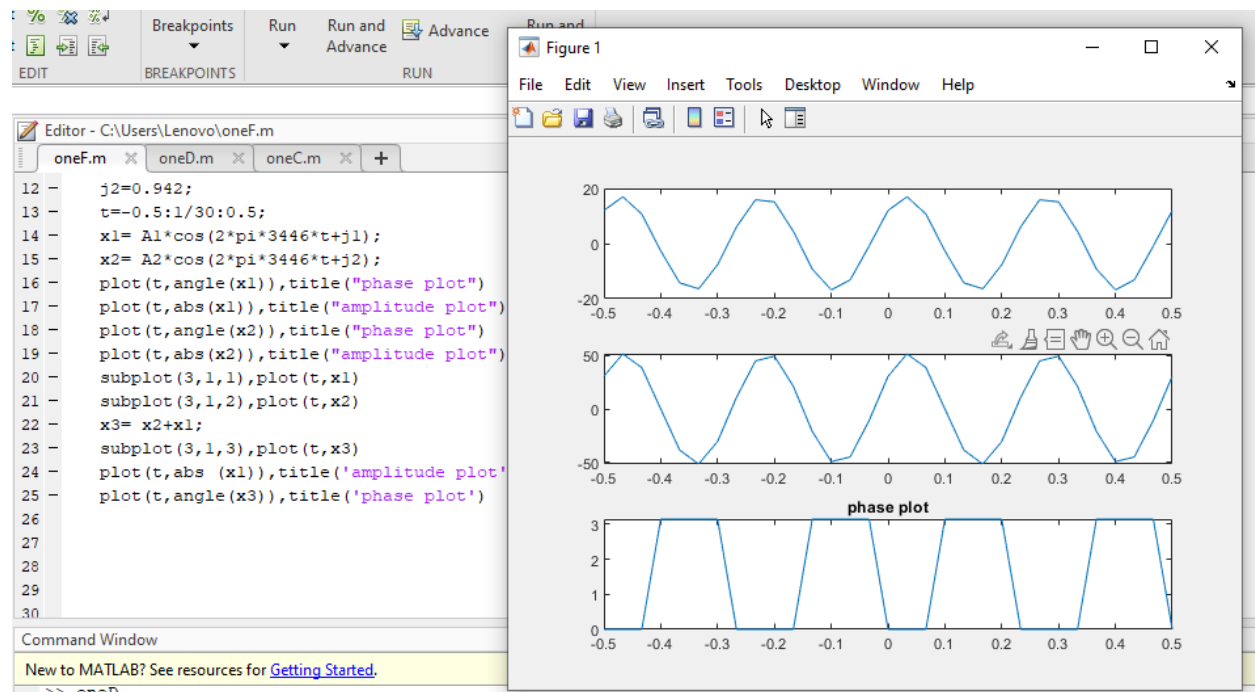 Breakpoints
Run
Run and
Advance
Advance
Run and
EDIT
BREAKPOINTS
RUN
Editor - C:\Users\Lenovo\oneF.m
oneF.m
oneD.m
oneC.m
12 - j2=0.942;
13 - t=-0.5:1/30:0.5;
14 - x1= A1*cos(2*pi*3446*t+j1);
15 - x2= A2*cos(2*pi*3446*t+j2);
16 - plot(t,angle(x1)),title("phase plot")
17 - plot(t,abs(x1)),title("amplitude plot")
18 - plot(t,angle(x2)),title("phase plot")
19 - plot(t,abs(x2)),title("amplitude plot")
20 - subplot(3,1,1),plot(t,x1)
21 - subplot(3,1,2),plot(t,x2)
22 - x3= x2+x1;
23 - subplot(3,1,3),plot(t,x3)
24 - plot(t,abs (x1)),title('amplitude plot'
25 - plot(t,angle(x3)),title('phase plot')
26
27
28
29
30
Command Window
New to MATLAB? See resources for Getting Started.
>> oneD
Figure 1
File Edit View Insert Tools Desktop Window Help
20
0
-20
-0.5 -0.4 -0.3 -0.2 -0.1 0 0.1 0.2 0.3 0.4 0.5
50
0
-50
-0.5 -0.4 -0.3 -0.2 -0.1 0 0.1 0.2 0.3 0.4 0.5
phase plot
3
2
1
0
-0.5 -0.4 -0.3 -0.2 -0.1 0 0.1 0.2 0.3 0.4 0.5